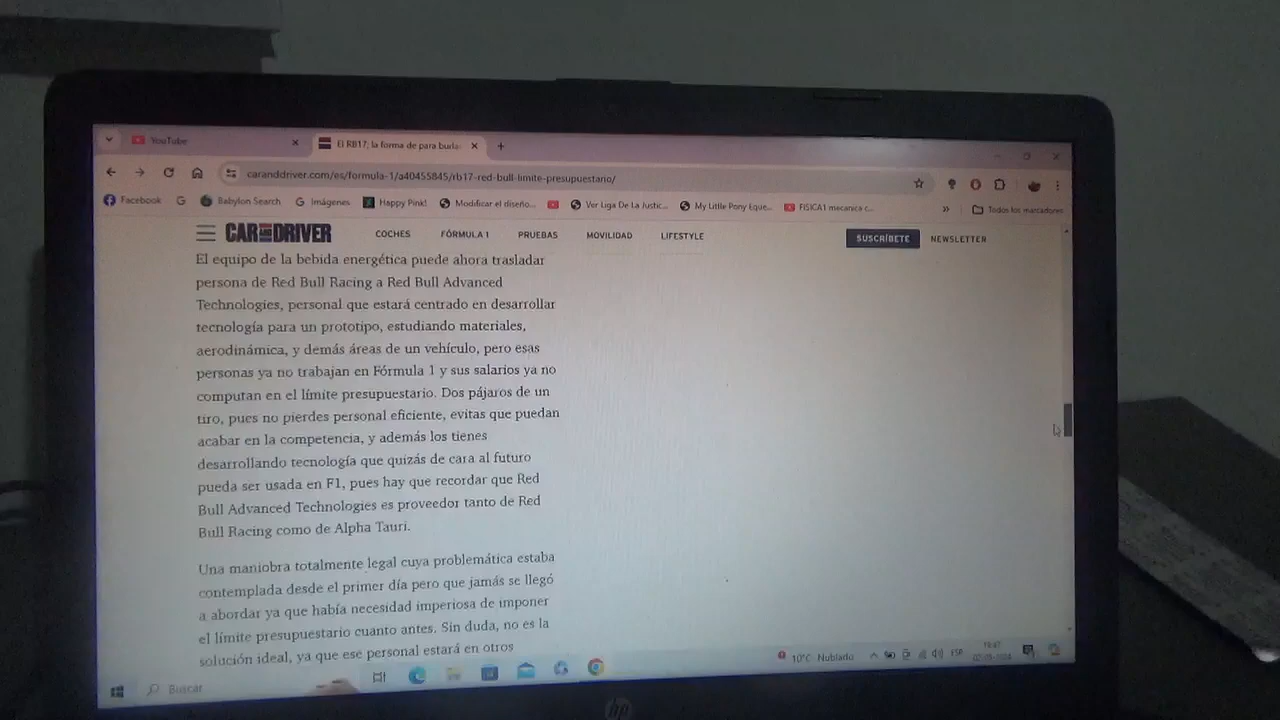 YouTube
El RB17, la forma de para burla
caranddriver.com/es/formula-1/a40455845/rb17-red-bull-limite-presupuestario/
Facebook
Babylon Search
Imágenes
Happy Pink!
Modificar el diseño...
Ver Liga De La Justic...
My Little Pony Eque...
FISICA1 mecanica c...
»
Todos los marcadores
CAR AND DRIVER
COCHES
FÓRMULA 1
PRUEBAS
MOVILIDAD
LIFESTYLE
SUSCRÍBETE
NEWSLETTER
El equipo de la bebida energética puede ahora trasladar
persona de Red Bull Racing a Red Bull Advanced
Technologies, personal que estará centrado en desarrollar
tecnología para un prototipo, estudiando materiales,
aerodinámica, y demás áreas de un vehículo, pero esas
personas ya no trabajan en Fórmula 1 y sus salarios ya no
computan en el límite presupuestario. Dos pájaros de un
tiro, pues no pierdes personal eficiente, evitas que puedan
acabar en la competencia, y además los tienes
desarrollando tecnología que quizás de cara al futuro
pueda ser usada en F1, pues hay que recordar que Red
Bull Advanced Technologies es proveedor tanto de Red
Bull Racing como de Alpha Tauri.
Una maniobra totalmente legal cuya problemática estaba
contemplada desde el primer día pero que jamás se llegó
a abordar ya que había necesidad imperiosa de imponer
el límite presupuestario cuanto antes. Sin duda, no es la
solución ideal, ya que ese personal estará en otros
Buscar
10°C Nublado
ESP
hp